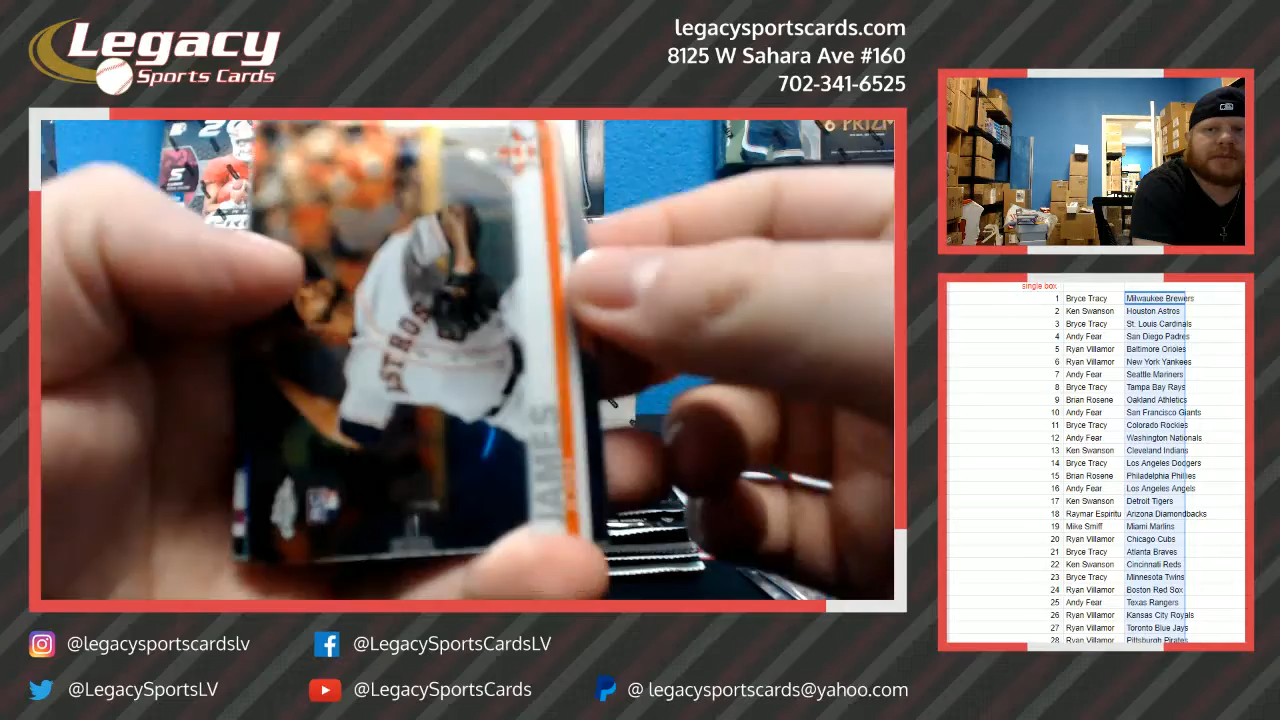 Legacy
Sports Cards
legacysportscards.com
8125 W Sahara Ave #160
702-341-6525
ASTROS
JAMES
single box
1 Bryce Tracy Milwaukee Brewers
2 Ken Swanson Houston Astros
3 Bryce Tracy St. Louis Cardinals
4 Andy Fear San Diego Padres
5 Ryan Villamor Baltimore Orioles
6 Ryan Villamor New York Yankees
7 Andy Fear Seattle Mariners
8 Bryce Tracy Tampa Bay Rays
9 Brian Rosene Oakland Athletics
10 Andy Fear San Francisco Giants
11 Bryce Tracy Colorado Rockies
12 Andy Fear Washington Nationals
13 Ken Swanson Cleveland Indians
14 Bryce Tracy Los Angeles Dodgers
15 Brian Rosene Philadelphia Phillies
16 Andy Fear Los Angeles Angels
17 Ken Swanson Detroit Tigers
18 Raymar Espiritu Arizona Diamondbacks
19 Mike Smiff Miami Marlins
20 Ryan Villamor Chicago Cubs
21 Bryce Tracy Atlanta Braves
22 Ken Swanson Cincinnati Reds
23 Bryce Tracy Minnesota Twins
24 Ryan Villamor Boston Red Sox
25 Andy Fear Texas Rangers
26 Ryan Villamor Kansas City Royals
27 Ryan Villamor Toronto Blue Jays
28 Ryan Villamor Pittsburgh Pirates
@legacysportscardslv
@LegacySportsCardsLV
@LegacySportsLV
@LegacySportsCards
@ legacysportscards@yahoo.com